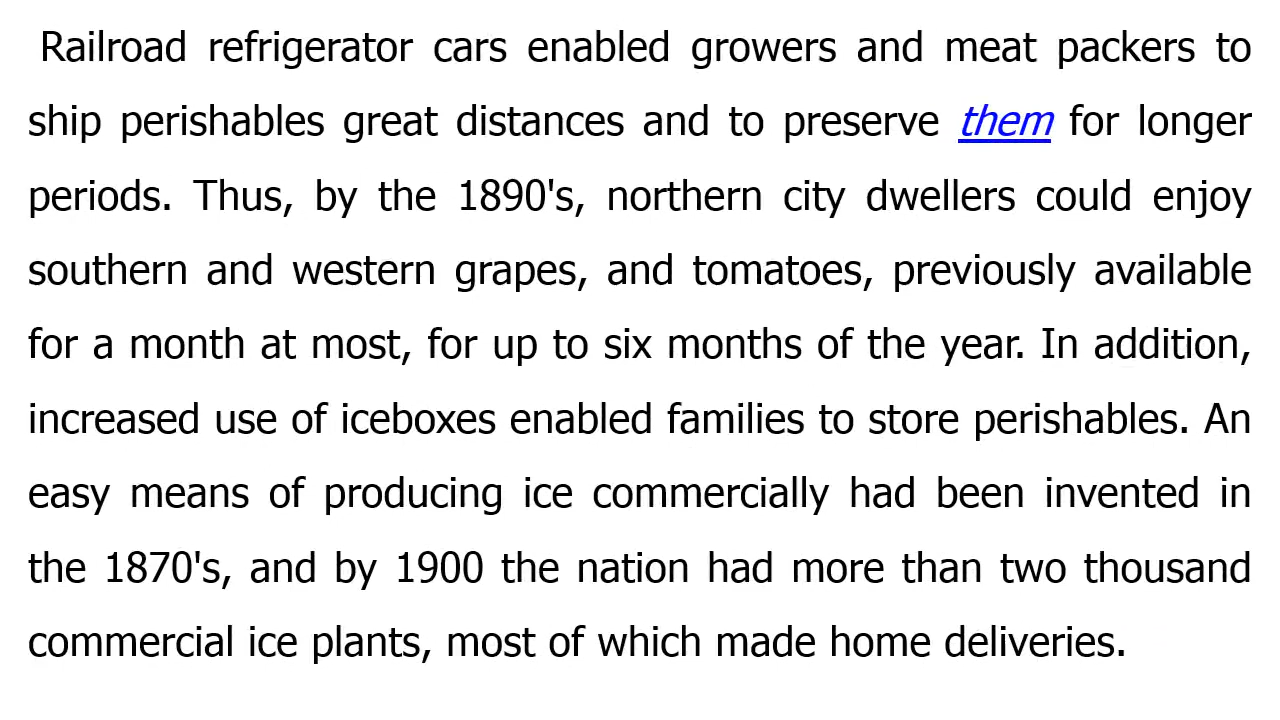 Railroad refrigerator cars enabled growers and meat packers to
ship perishables great distances and to preserve them for longer
periods. Thus, by the 1890's, northern city dwellers could enjoy
southern and western grapes, and tomatoes, previously available
for a month at most, for up to six months of the year. In addition,
increased use of iceboxes enabled families to store perishables. An
easy means of producing ice commercially had been invented in
the 1870's, and by 1900 the nation had more than two thousand
commercial ice plants, most of which made home deliveries.